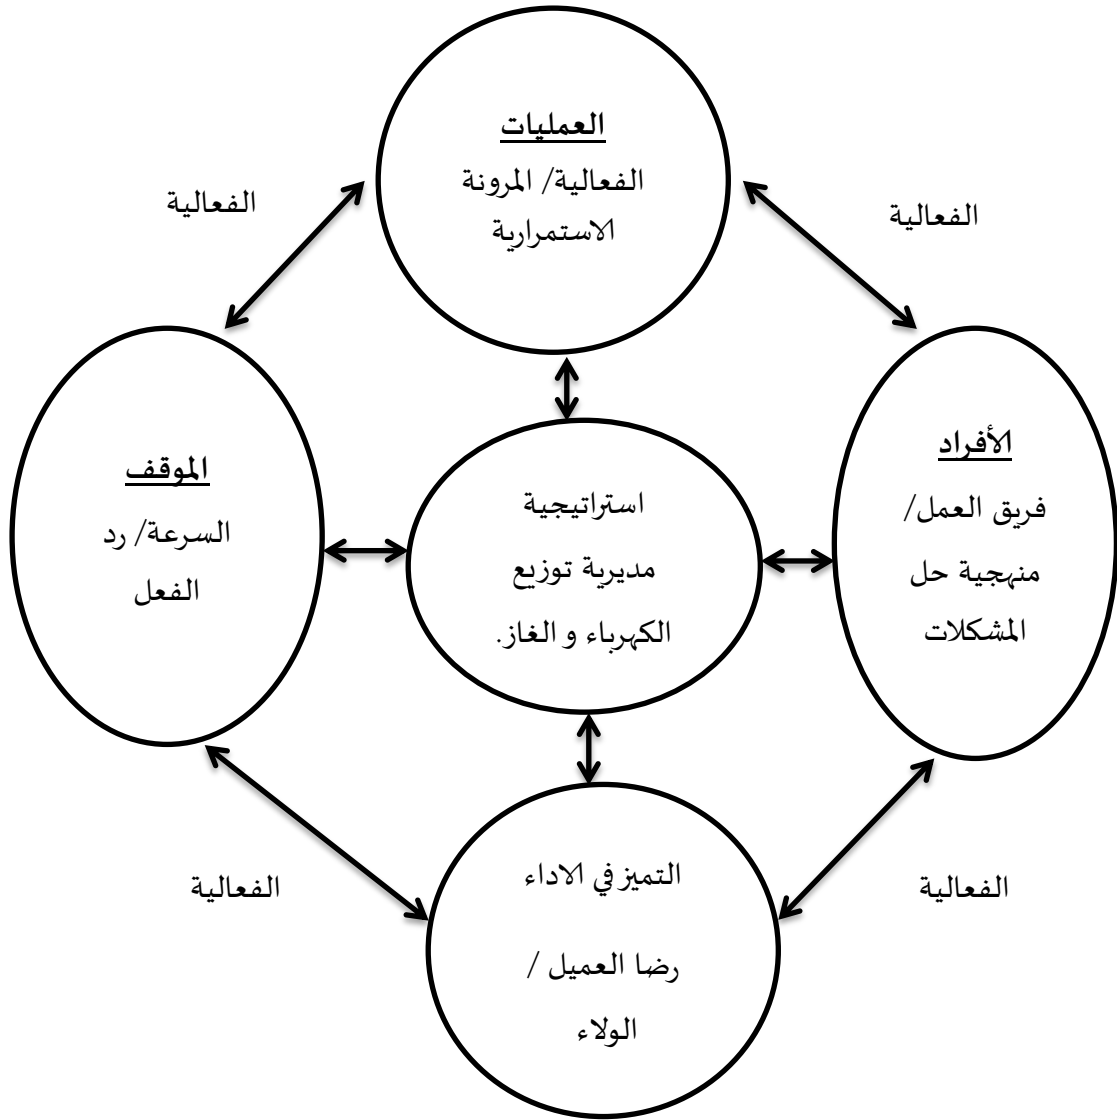 العمليات
الفعالية/ المرونة
الاستمرارية
الفعالية
الفعالية
الأفراد
فريق العمل/
منهجية حل
المشكلات
استراتيجية
مديرية توزيع
الكهرباء و الغاز.
الموقف
السرعة/ رد
الفعل
التميز في الاداء
رضا العميل /
الولاء
الفعالية
الفعالية